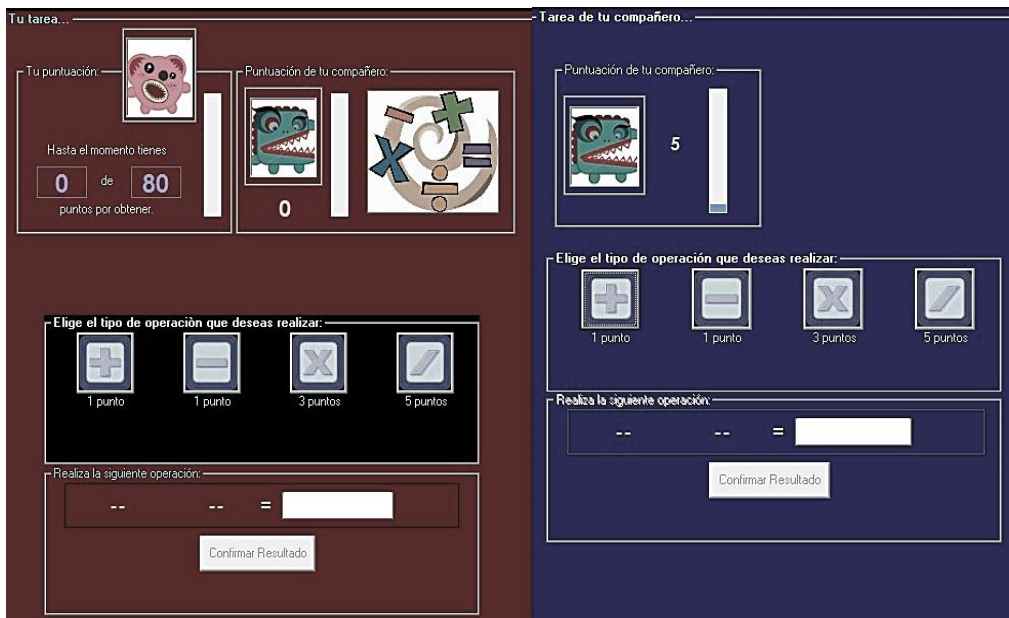 Tu tarea...
Tu puntuación:
Hasta el momento tienes
0 de 80
puntos por obtener.
Puntuación de tu compañero:
0
Elige el tipo de operaciòn que deseas realizar:
1 punto 1 punto 3 puntos 5 puntos
Realiza la siguiente operación:
-- -- =
Confirmar Resultado
Tarea de tu compañero...
Puntuación de tu compañero:
5
Elige el tipo de operación que deseas realizar:
1 punto 1 punto 3 puntos 5 puntos
Realiza la siguiente operación:
-- -- =
Confirmar Resultado